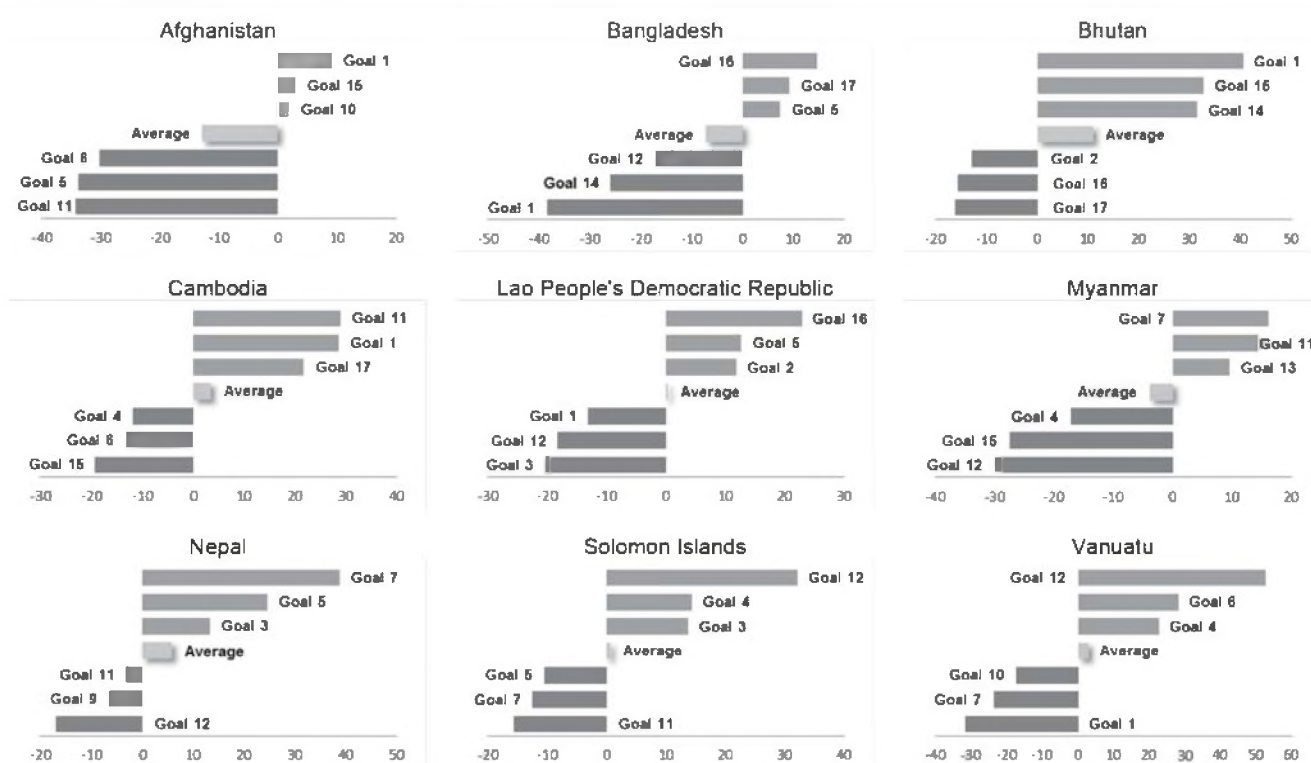 Afghanistan
Goal 1
Goal 15
Goal 10
Average
Goal 6
Goal 5
Goal 11
-40 -30 -20 -10 0 10 20
Bangladesh
Goal 16
Goal 17
Goal 5
Average
Goal 12
Goal 14
Goal 1
-50 -40 -30 -20 -10 0 10 20
Bhutan
Goal 1
Goal 15
Goal 14
Average
Goal 2
Goal 16
Goal 17
-20 -10 0 10 20 30 40 50
Cambodia
Goal 11
Goal 1
Goal 17
Average
Goal 4
Goal 6
Goal 15
-30 -20 -10 0 10 20 30 40
Lao People's Democratic Republic
Goal 16
Goal 5
Goal 2
Average
Goal 1
Goal 12
Goal 3
-30 -20 -10 0 10 20 30
Myanmar
Goal 7
Goal 11
Goal 13
Average
Goal 4
Goal 15
Goal 12
-40 -30 -20 -10 0 10 20
Nepal
Goal 7
Goal 5
Goal 3
Average
Goal 11
Goal 9
Goal 12
-20 -10 0 10 20 30 40 50
Solomon Islands
Goal 12
Goal 4
Goal 3
Average
Goal 5
Goal 7
Goal 11
-20 -10 0 10 20 30 40
Vanuatu
Goal 12
Goal 6
Goal 4
Average
Goal 10
Goal 7
Goal 1
-40 -30 -20 -10 0 10 20 30 40 50 60